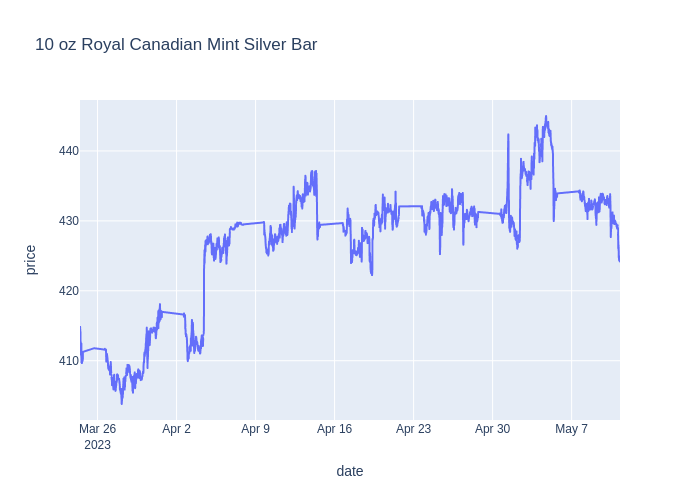 10 oz Royal Canadian Mint Silver Bar
440
430
420
410
price
Mar 26
2023
Apr 2
Apr 9
Apr 16
Apr 23
Apr 30
May 7
date